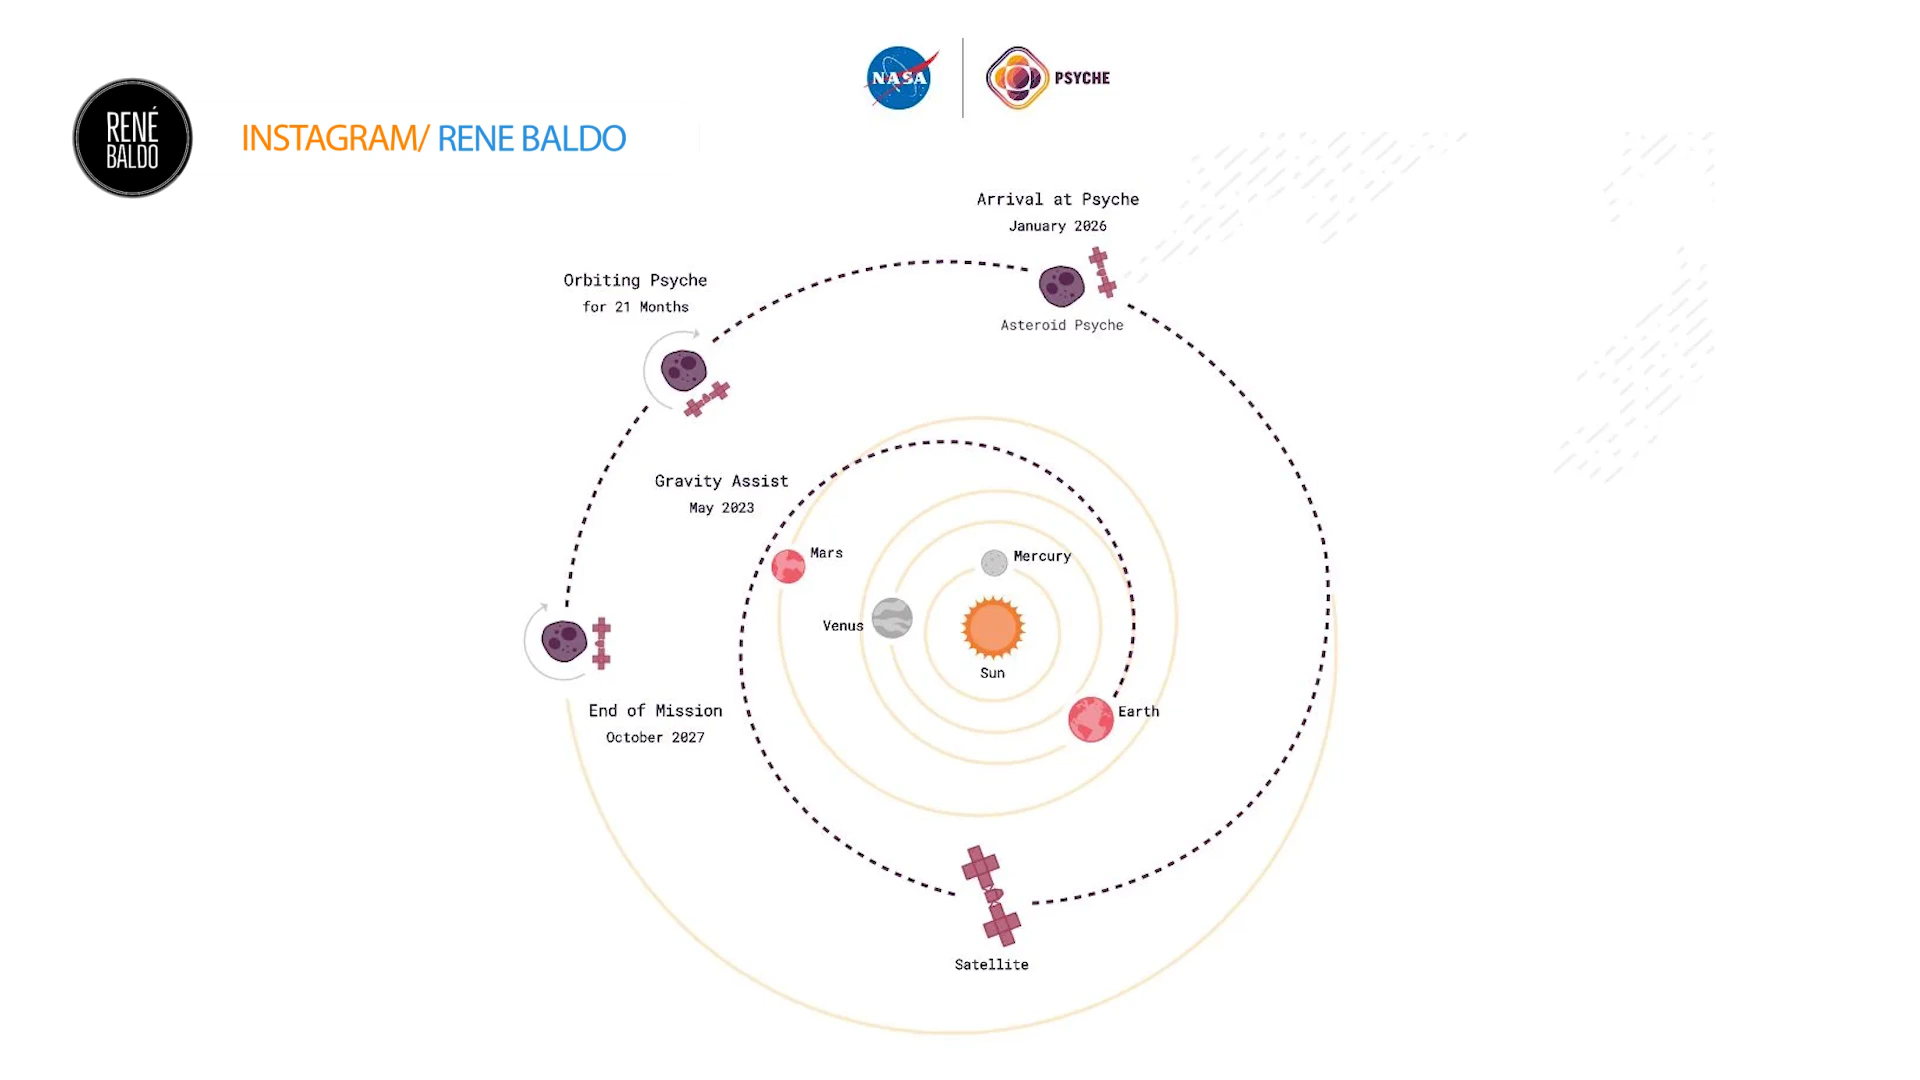 NASA
PSYCHE
RENÉ
BALDO
INSTAGRAM/ RENE BALDO
Arrival at Psyche
January 2026
Orbiting Psyche
for 21 Months
Asteroid Psyche
Gravity Assist
May 2023
Mars
Mercury
Venus
Sun
End of Mission
October 2027
Earth
Satellite